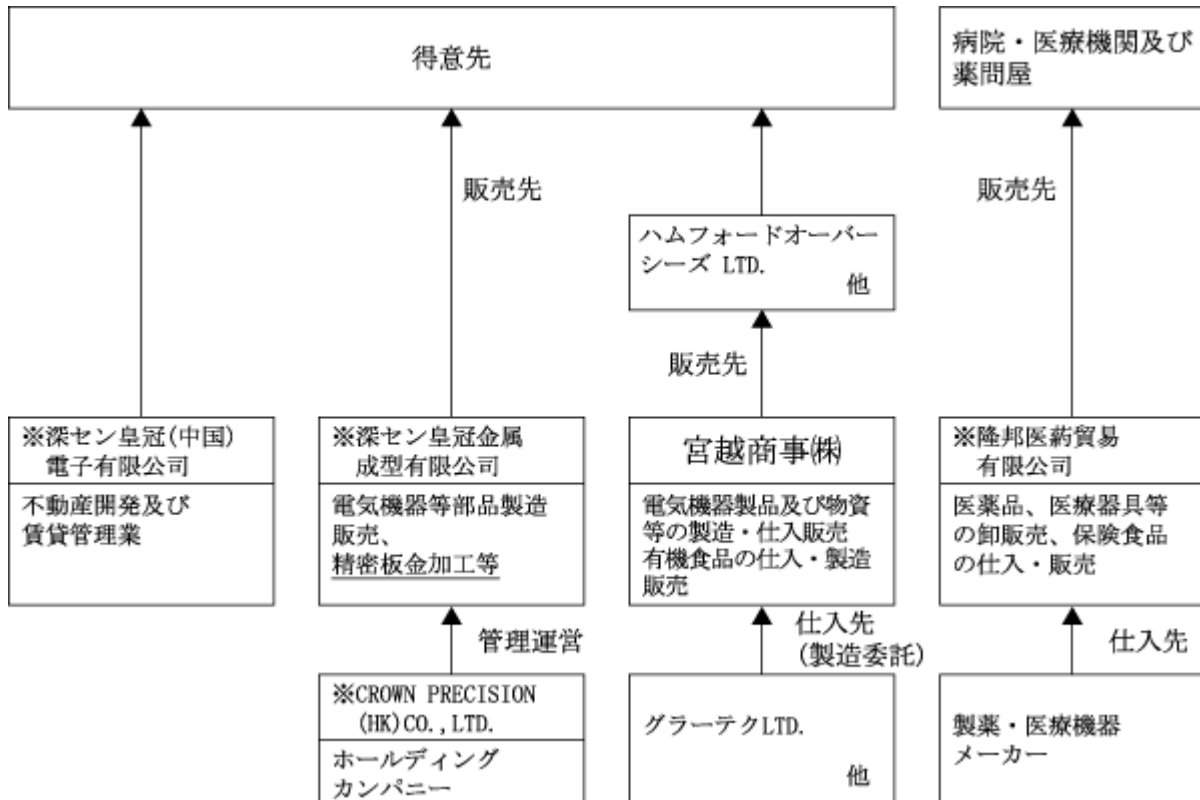 得意先
病院・医療機関及び
薬問屋
販売先
販売先
ハムフォードオーバー
シーズ LTD.
他
販売先
※深セン皇冠(中国)
電子有限公司
不動産開発及び
賃貸管理業
※深セン皇冠金属
成型有限公司
電気機器等部品製造
販売、
精密板金加工等
宮越商事㈱
電気機器製品及び物資
等の製造・仕入販売
有機食品の仕入・製造
販売
※隆邦医葯貿易
有限公司
医薬品、医療器具等
の卸販売、保険食品
の仕入・販売
管理運営
仕入先
(製造委託)
仕入先
※CROWN PRECISION
(HK)CO.,LTD.
ホールディング
カンパニー
グラーテクLTD.
他
製薬・医療機器
メーカー